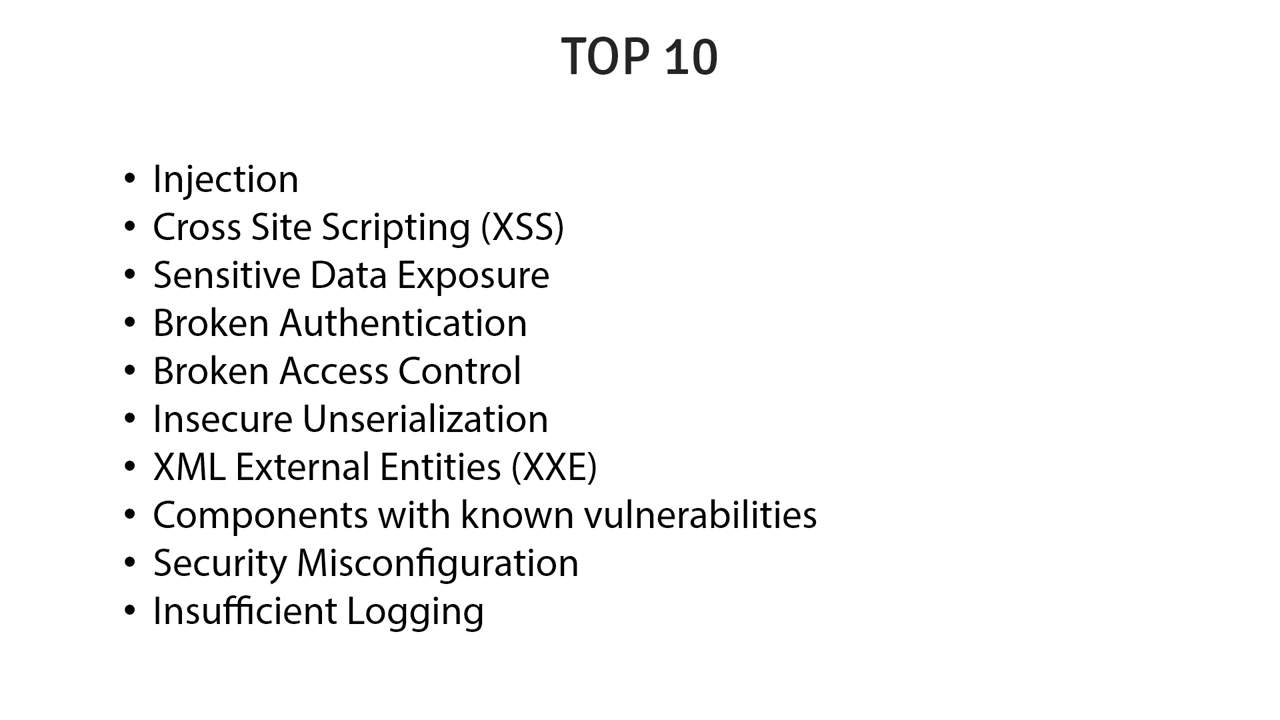 TOP 10
• Injection
• Cross Site Scripting (XSS)
• Sensitive Data Exposure
• Broken Authentication
• Broken Access Control
• Insecure Unserialization
• XML External Entities (XXE)
• Components with known vulnerabilities
• Security Misconfiguration
• Insufficient Logging